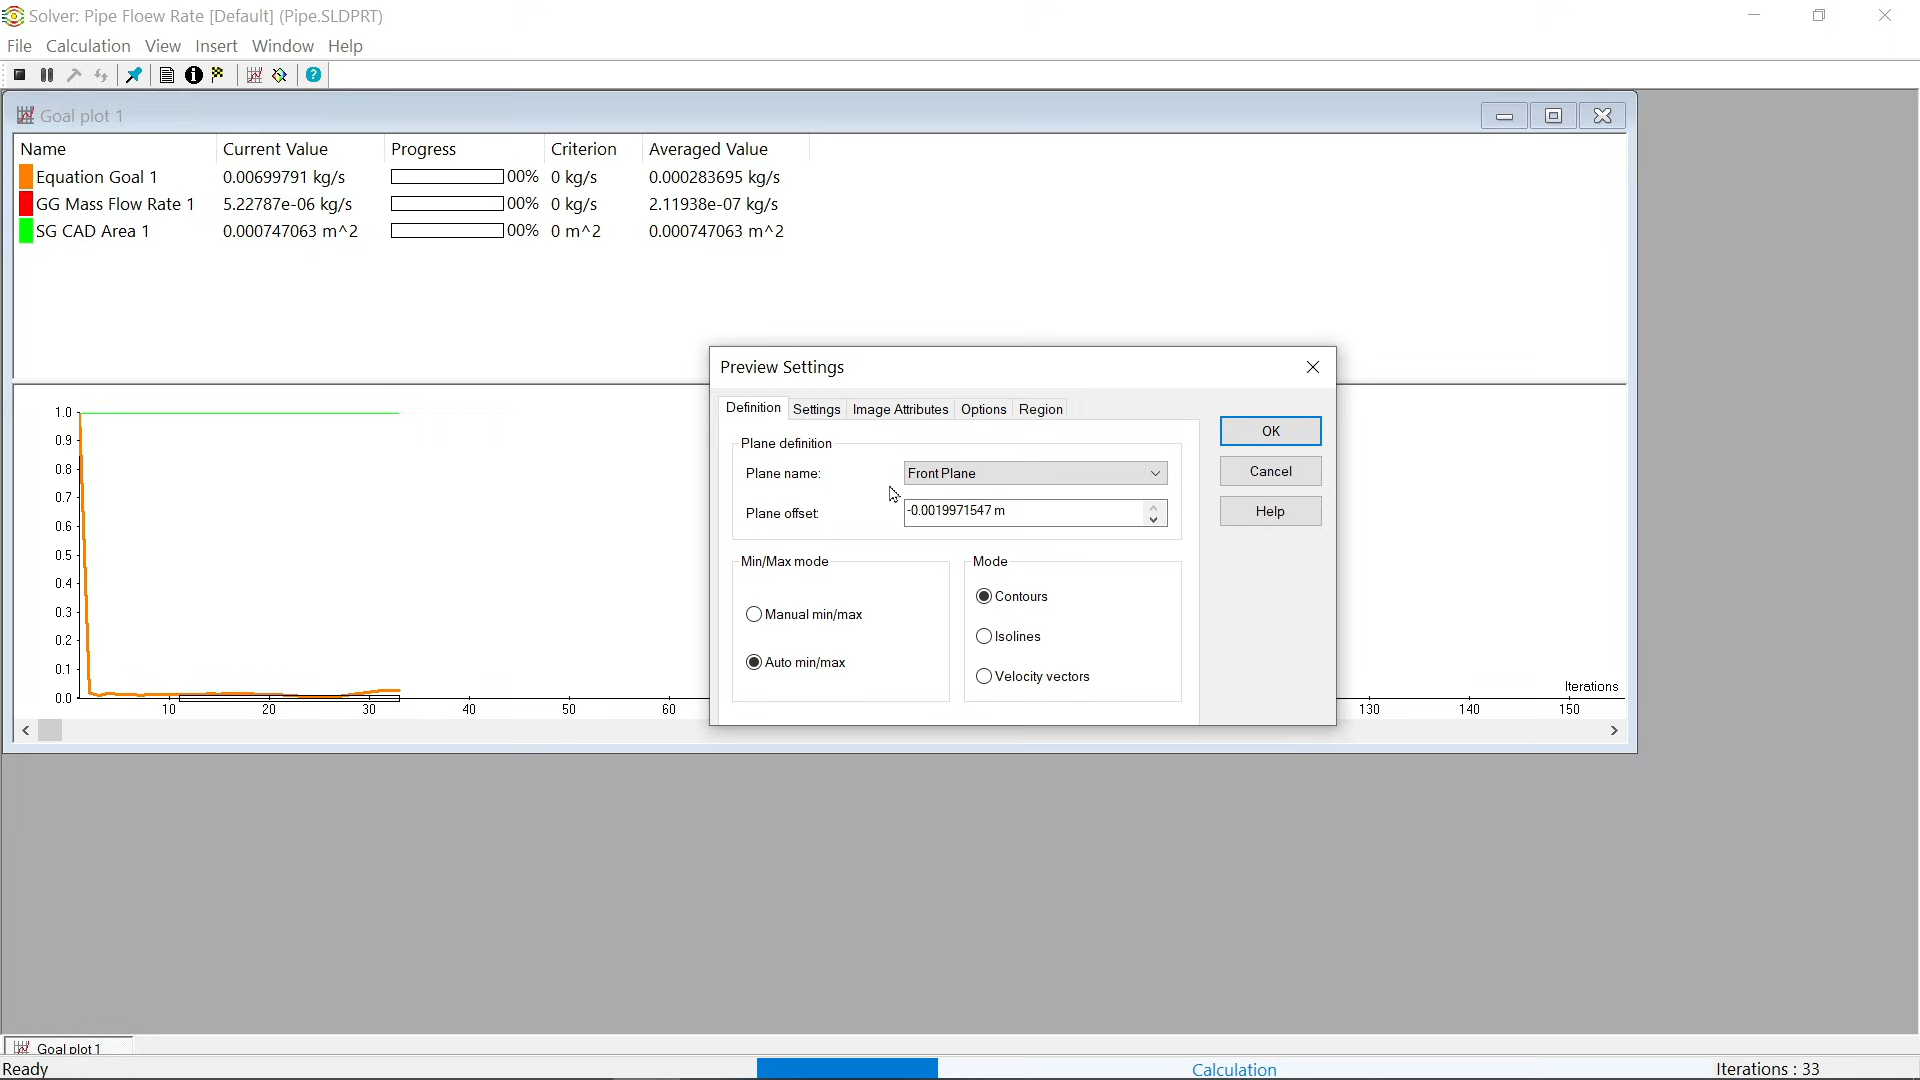 Solver: Pipe Floew Rate [Default] (Pipe.SLDPRT)
File Calculation View Insert Window Help
Goal plot 1
Name Current Value Progress Criterion Averaged Value
Equation Goal 1 0.00699791 kg/s 00% 0 kg/s 0.000283695 kg/s
GG Mass Flow Rate 1 5.22787e-06 kg/s 00% 0 kg/s 2.11938e-07 kg/s
SG CAD Area 1 0.000747063 m^2 00% 0 m^2 0.000747063 m^2
Preview Settings
Definition Settings Image Attributes Options Region
Plane definition
Plane name: Front Plane
Plane offset: -0.0019971547 m
OK
Cancel
Help
Min/Max mode
Manual min/max
Auto min/max
Mode
Contours
Isolines
Velocity vectors
1.0
0.9
0.8
0.7
0.6
0.5
0.4
0.3
0.2
0.1
0.0
Iterations
10 20 30 40 50 60 130 140 150
Goal plot 1
Ready Calculation Iterations : 33